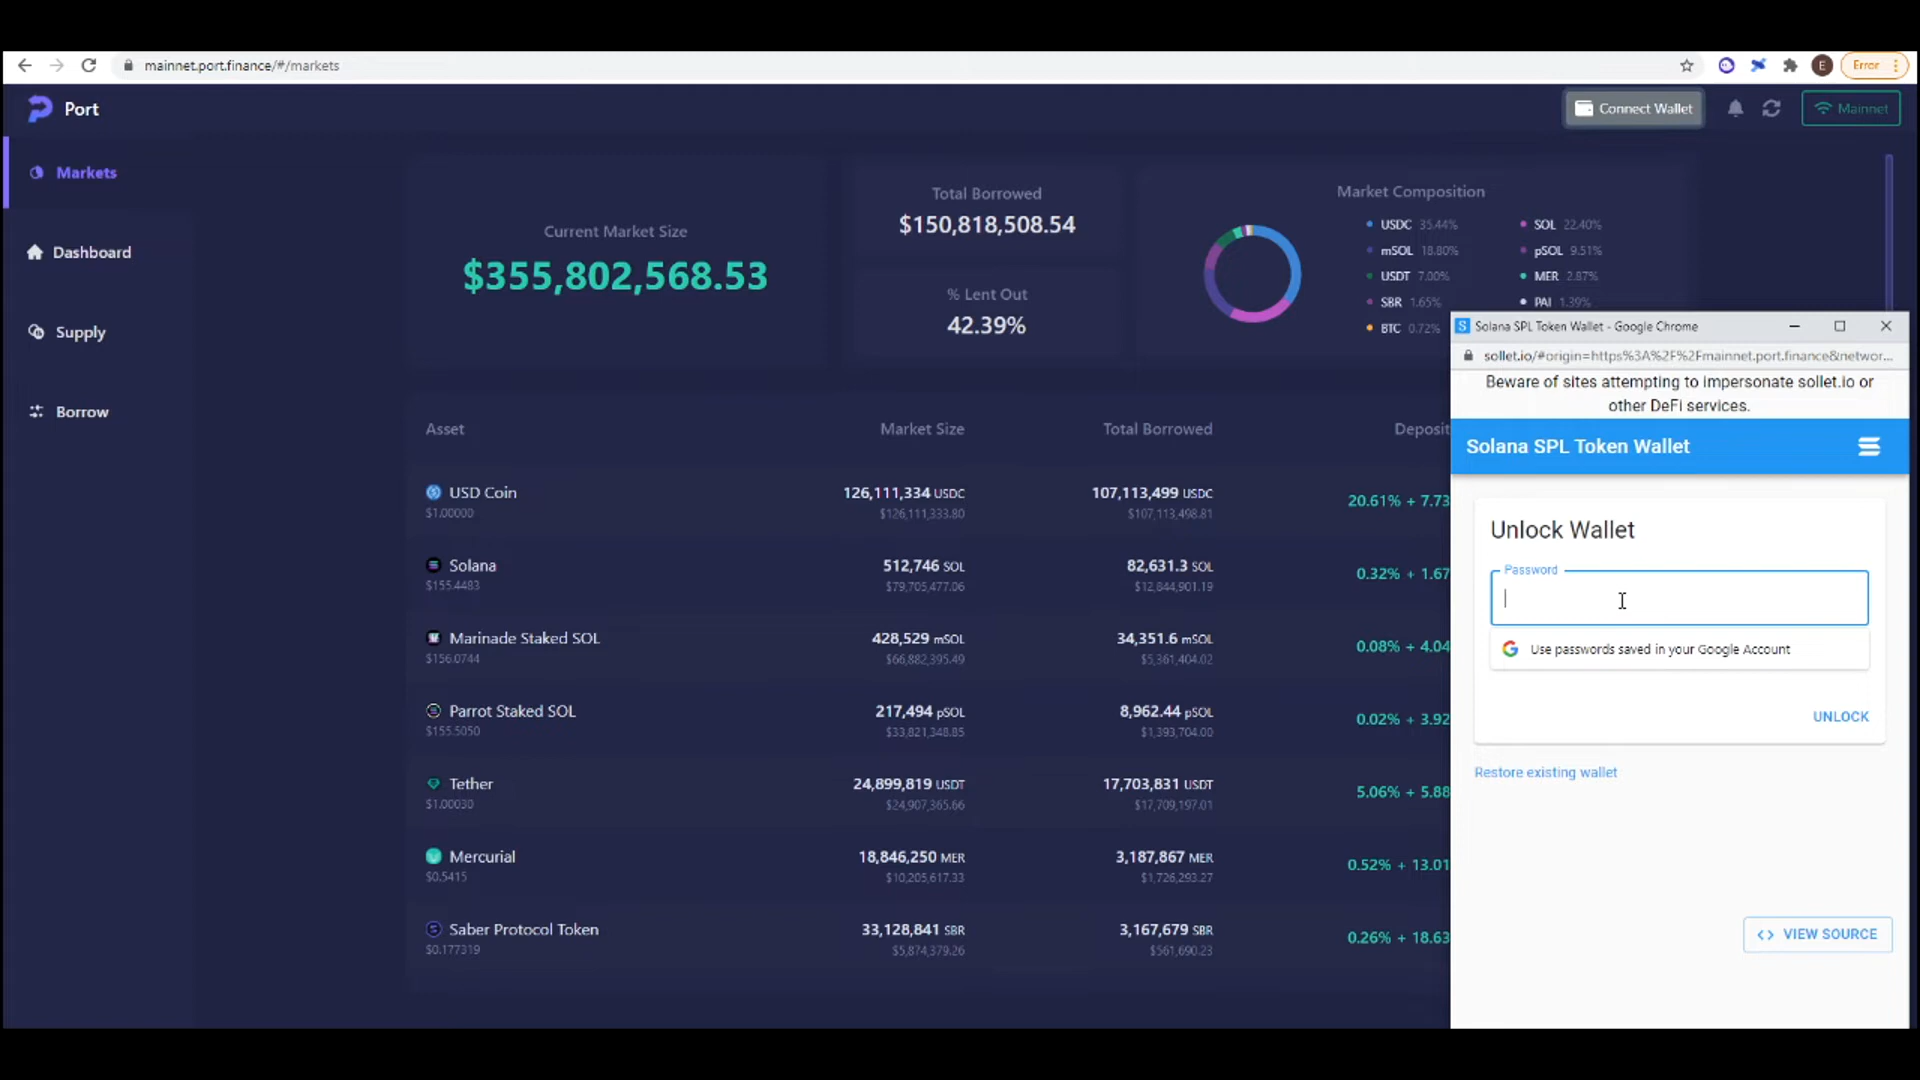 mainnet.port.finance/#/markets
E
Error
Port
Connect Wallet
Mainnet
Markets
Dashboard
Supply
Borrow
Current Market Size
$355,802,568.53
Total Borrowed
$150,818,508.54
% Lent Out
42.39%
Market Composition
USDC 35.44% SOL 22.40%
mSOL 18.80% pSOL 9.51%
USDT 7.00% MER 2.87%
SBR 1.65% PAI 1.39%
BTC 0.72%
Asset Market Size Total Borrowed Deposit
USD Coin 126,111,334 USDC 107,113,499 USDC 20.61% + 7.73
$1.00000 $126,111,333.80 $107,113,498.81
Solana 512,746 SOL 82,631.3 SOL 0.32% + 1.67
$155.4483 $79,705,477.06 $12,844,901.19
Marinade Staked SOL 428,529 mSOL 34,351.6 mSOL 0.08% + 4.04
$156.0744 $66,882,395.49 $5,361,404.02
Parrot Staked SOL 217,494 pSOL 8,962.44 pSOL 0.02% + 3.92
$155.5050 $33,821,348.85 $1,393,704.00
Tether 24,899,819 USDT 17,703,831 USDT 5.06% + 5.88
$1.00030 $24,907,365.66 $17,709,197.01
Mercurial 18,846,250 MER 3,187,867 MER 0.52% + 13.01
$0.5415 $10,205,617.33 $1,726,293.27
Saber Protocol Token 33,128,841 SBR 3,167,679 SBR 0.26% + 18.63
$0.177319 $5,874,379.26 $561,690.23
Solana SPL Token Wallet - Google Chrome
sollet.io/#origin=https%3A%2F%2Fmainnet.port.finance&networ...
Beware of sites attempting to impersonate sollet.io or
other DeFi services.
Solana SPL Token Wallet
Unlock Wallet
Password
Use passwords saved in your Google Account
UNLOCK
Restore existing wallet
<> VIEW SOURCE